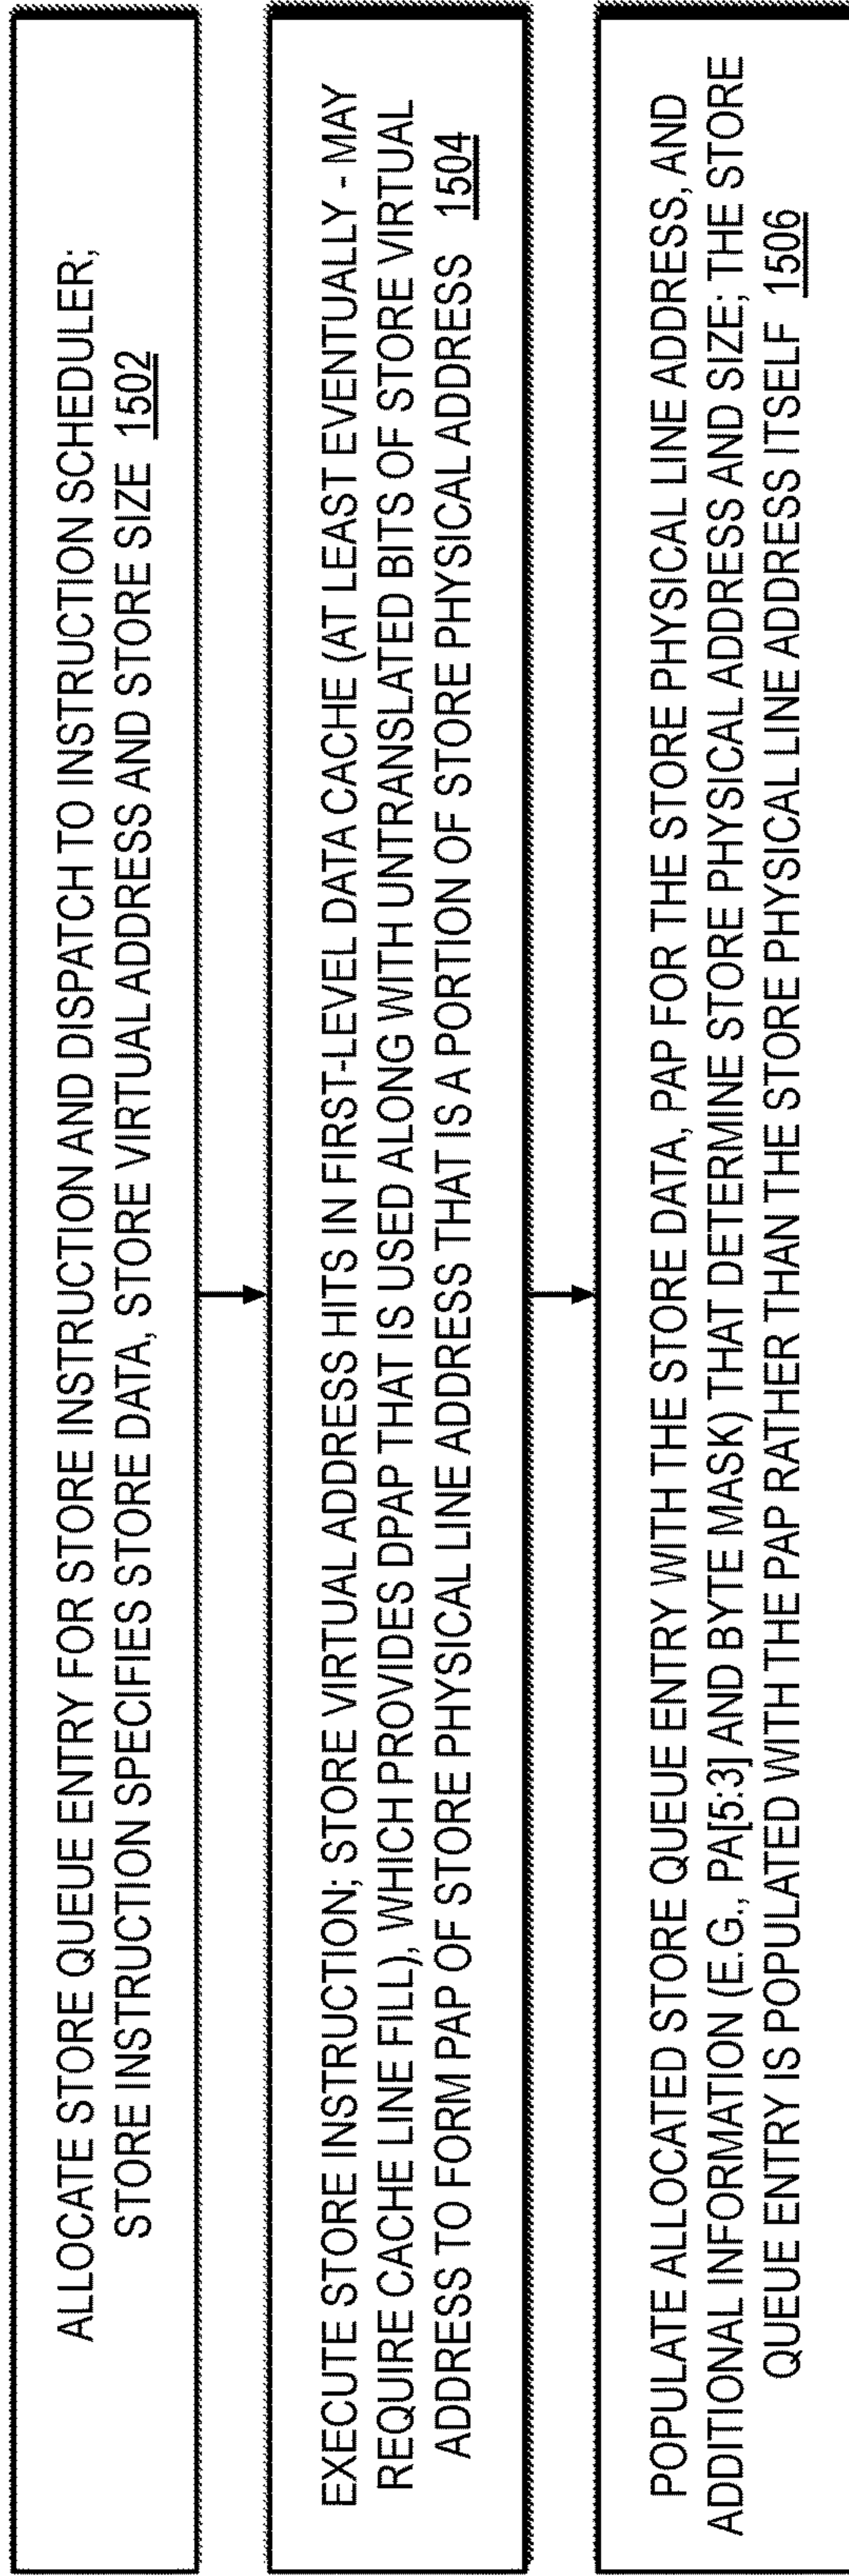 ALLOCATE STORE QUEUE ENTRY FOR STORE INSTRUCTION AND DISPATCH TO INSTRUCTION SCHEDULER;
STORE INSTRUCTION SPECIFIES STORE DATA, STORE VIRTUAL ADDRESS AND STORE SIZE 1502
EXECUTE STORE INSTRUCTION; STORE VIRTUAL ADDRESS HITS IN FIRST-LEVEL DATA CACHE (AT LEAST EVENTUALLY - MAY
REQUIRE CACHE LINE FILL), WHICH PROVIDES DPAP THAT IS USED ALONG WITH UNTRANSLATED BITS OF STORE VIRTUAL
ADDRESS TO FORM PAP OF STORE PHYSICAL LINE ADDRESS THAT IS A PORTION OF STORE PHYSICAL ADDRESS 1504
POPULATE ALLOCATED STORE QUEUE ENTRY WITH THE STORE DATA, PAP FOR THE STORE PHYSICAL LINE ADDRESS, AND
ADDITIONAL INFORMATION (E.G., PA[5:3] AND BYTE MASK) THAT DETERMINE STORE PHYSICAL ADDRESS AND SIZE; THE STORE
QUEUE ENTRY IS POPULATED WITH THE PAP RATHER THAN THE STORE PHYSICAL LINE ADDRESS ITSELF 1506